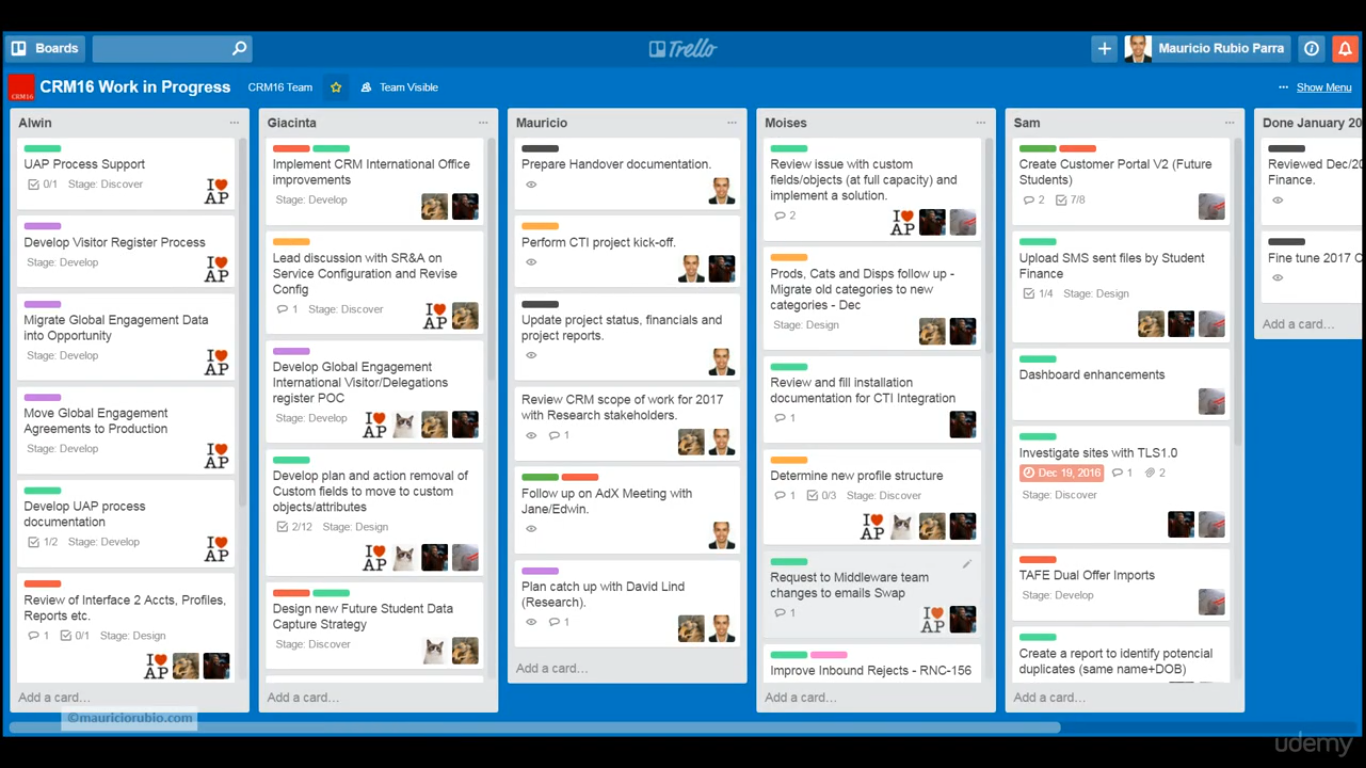 Boards
Trello
Mauricio Rubio Parra
CRM16
CRM16 Work in Progress
CRM16 Team
Team Visible
Show Menu
Alwin
UAP Process Support
0/1 Stage: Discover
I AP
Develop Visitor Register Process
Stage: Develop
I AP
Migrate Global Engagement Data
into Opportunity
Stage: Develop
I AP
Move Global Engagement
Agreements to Production
Stage: Develop
I AP
Develop UAP process
documentation
1/2 Stage: Develop
I AP
Review of Interface 2 Accts, Profiles,
Reports etc.
1 0/1 Stage: Design
I AP
Add a card…
Giacinta
Implement CRM International Office
improvements
Stage: Develop
Lead discussion with SR&A on
Service Configuration and Revise
Config
1 Stage: Discover
I AP
Develop Global Engagement
International Visitor/Delegations
register POC
Stage: Develop
I AP
Develop plan and action removal of
Custom fields to move to custom
objects/attributes
2/12 Stage: Design
I AP
Design new Future Student Data
Capture Strategy
Stage: Discover
Add a card…
Mauricio
Prepare Handover documentation.
Perform CTI project kick-off.
Update project status, financials and
project reports.
Review CRM scope of work for 2017
with Research stakeholders.
1
Follow up on AdX Meeting with
Jane/Edwin.
Plan catch up with David Lind
(Research).
1
Add a card…
Moises
Review issue with custom
fields/objects (at full capacity) and
implement a solution.
2
I AP
Prods, Cats and Disps follow up -
Migrate old categories to new
categories - Dec
Stage: Design
Review and fill installation
documentation for CTI Integration
1
Determine new profile structure
1 0/3 Stage: Discover
I AP
Request to Middleware team
changes to emails Swap
1
I AP
Improve Inbound Rejects - RNC-156
Add a card…
Sam
Create Customer Portal V2 (Future
Students)
2 7/8
Upload SMS sent files by Student
Finance
1/4 Stage: Design
Dashboard enhancements
Investigate sites with TLS1.0
Dec 19, 2016 1 2
Stage: Discover
TAFE Dual Offer Imports
Stage: Develop
Create a report to identify potencial
duplicates (same name+DOB)
Add a card…
Done January 20
Reviewed Dec/20
Finance.
Fine tune 2017 C
Add a card…
©mauriciorubio.com
udemy